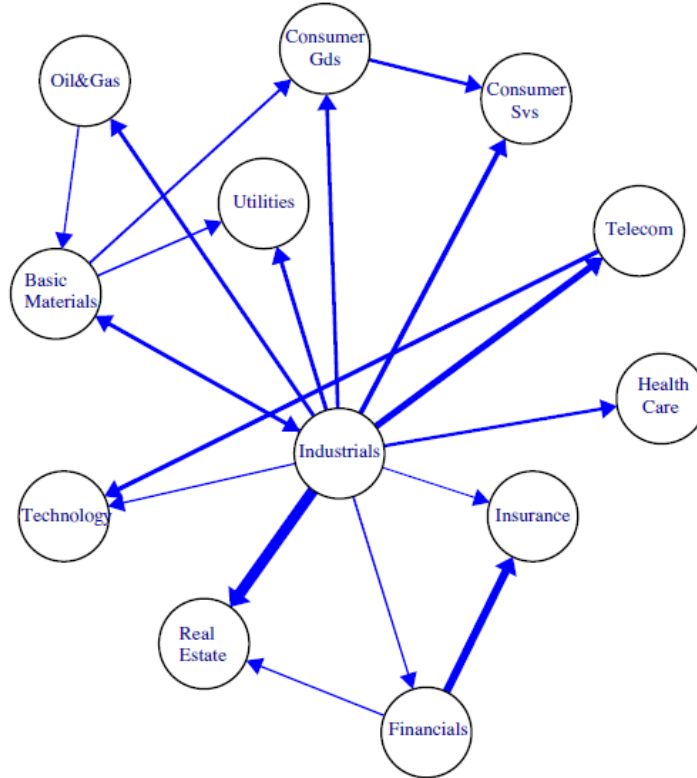 Consumer
Gds
Oil&Gas
Consumer
Svs
Utilities
Telecom
Basic
Materials
Health
Care
Industrials
Technology
Insurance
Real
Estate
Financials